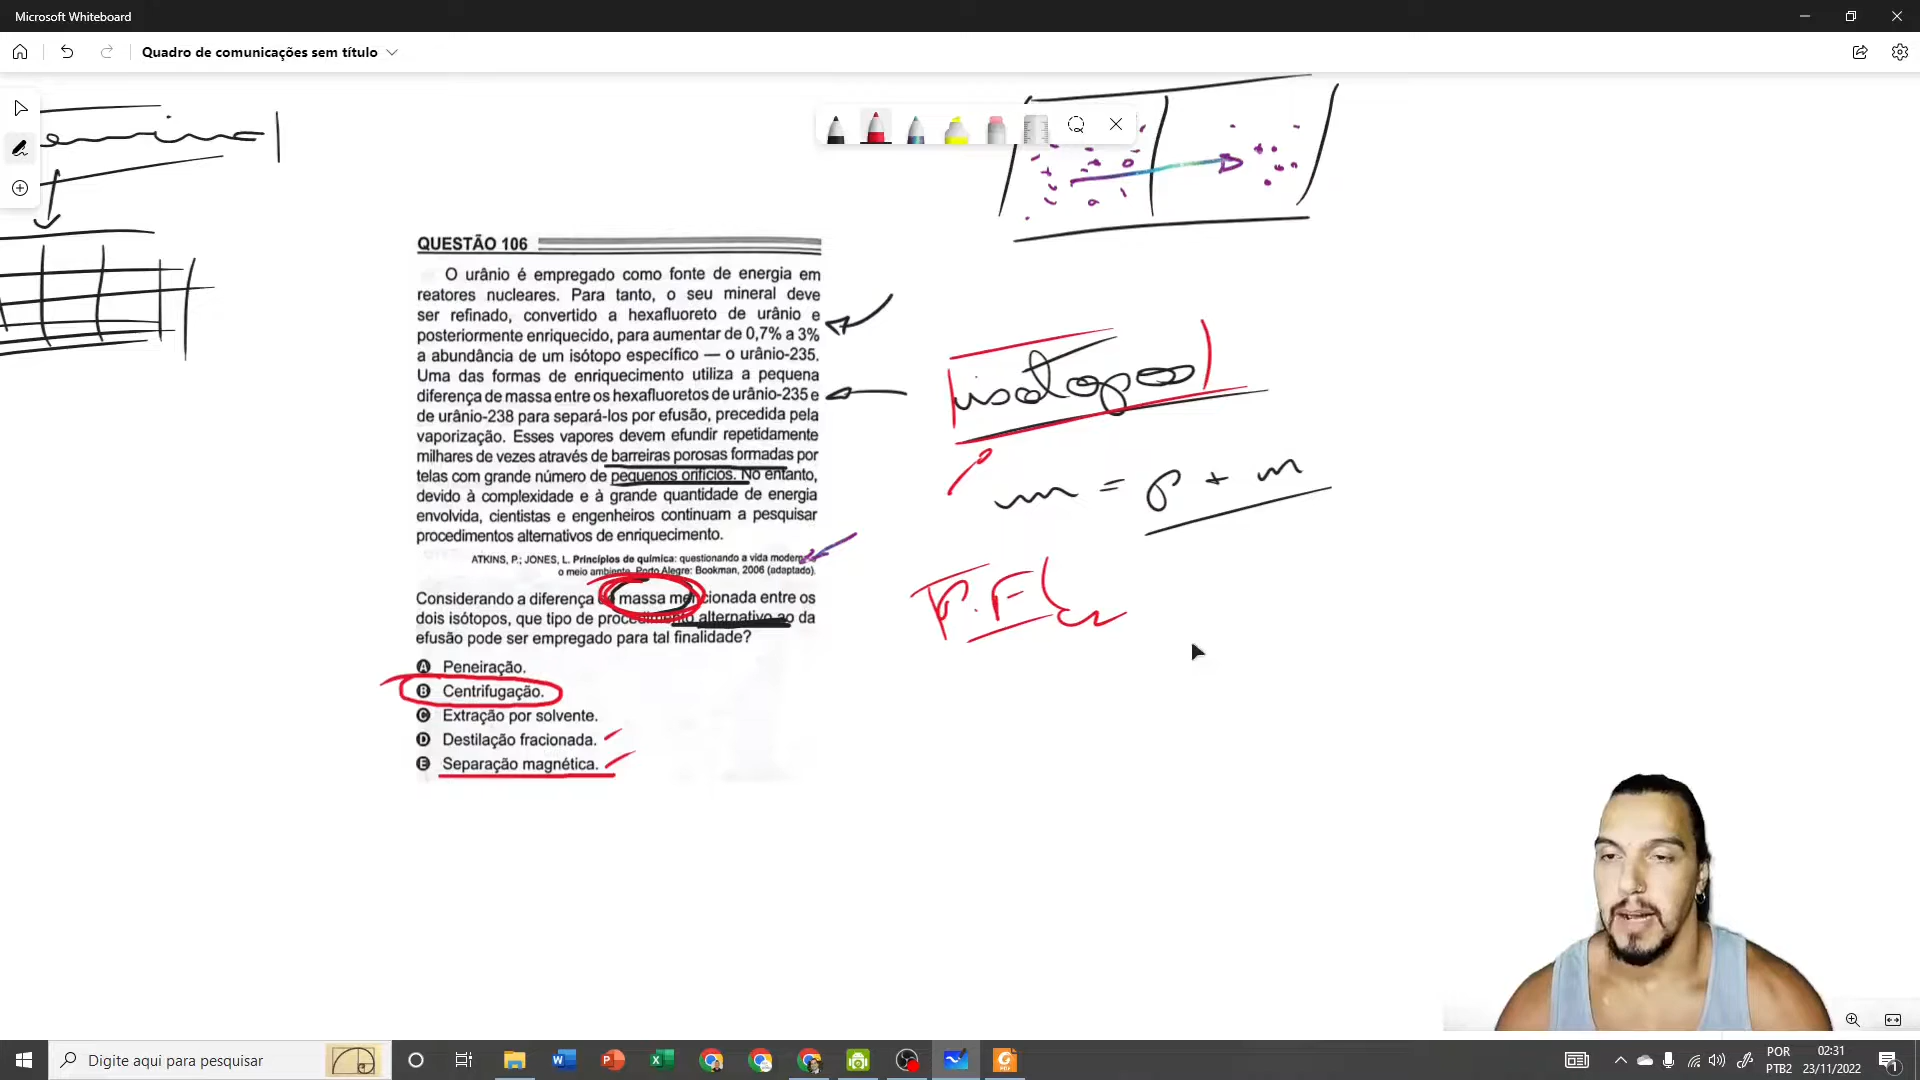 Microsoft Whiteboard
Quadro de comunicações sem título
QUESTÃO 106
O urânio é empregado como fonte de energia em
reatores nucleares. Para tanto, o seu mineral deve
ser refinado, convertido a hexafluoreto de urânio e
posteriormente enriquecido, para aumentar de 0,7% a 3%
a abundância de um isótopo específico — o urânio-235.
Uma das formas de enriquecimento utiliza a pequena
diferença de massa entre os hexafluoretos de urânio-235 e
de urânio-238 para separá-los por efusão, precedida pela
vaporização. Esses vapores devem efundir repetidamente
milhares de vezes através de barreiras porosas formadas por
telas com grande número de pequenos orifícios. No entanto,
devido à complexidade e à grande quantidade de energia
envolvida, cientistas e engenheiros continuam a pesquisar
procedimentos alternativos de enriquecimento.
ATKINS, P.; JONES, L. Princípios de química: questionando a vida moderna
o meio ambiente. Porto Alegre: Bookman, 2006 (adaptado).
Considerando a diferença de massa mencionada entre os
dois isótopos, que tipo de procedimento alternativo ao da
efusão pode ser empregado para tal finalidade?
A Peneiração.
B Centrifugação.
C Extração por solvente.
D Destilação fracionada.
E Separação magnética.
isotopos
m = p + n
P.F
Digite aqui para pesquisar
POR
PTB2
02:31
23/11/2022
1